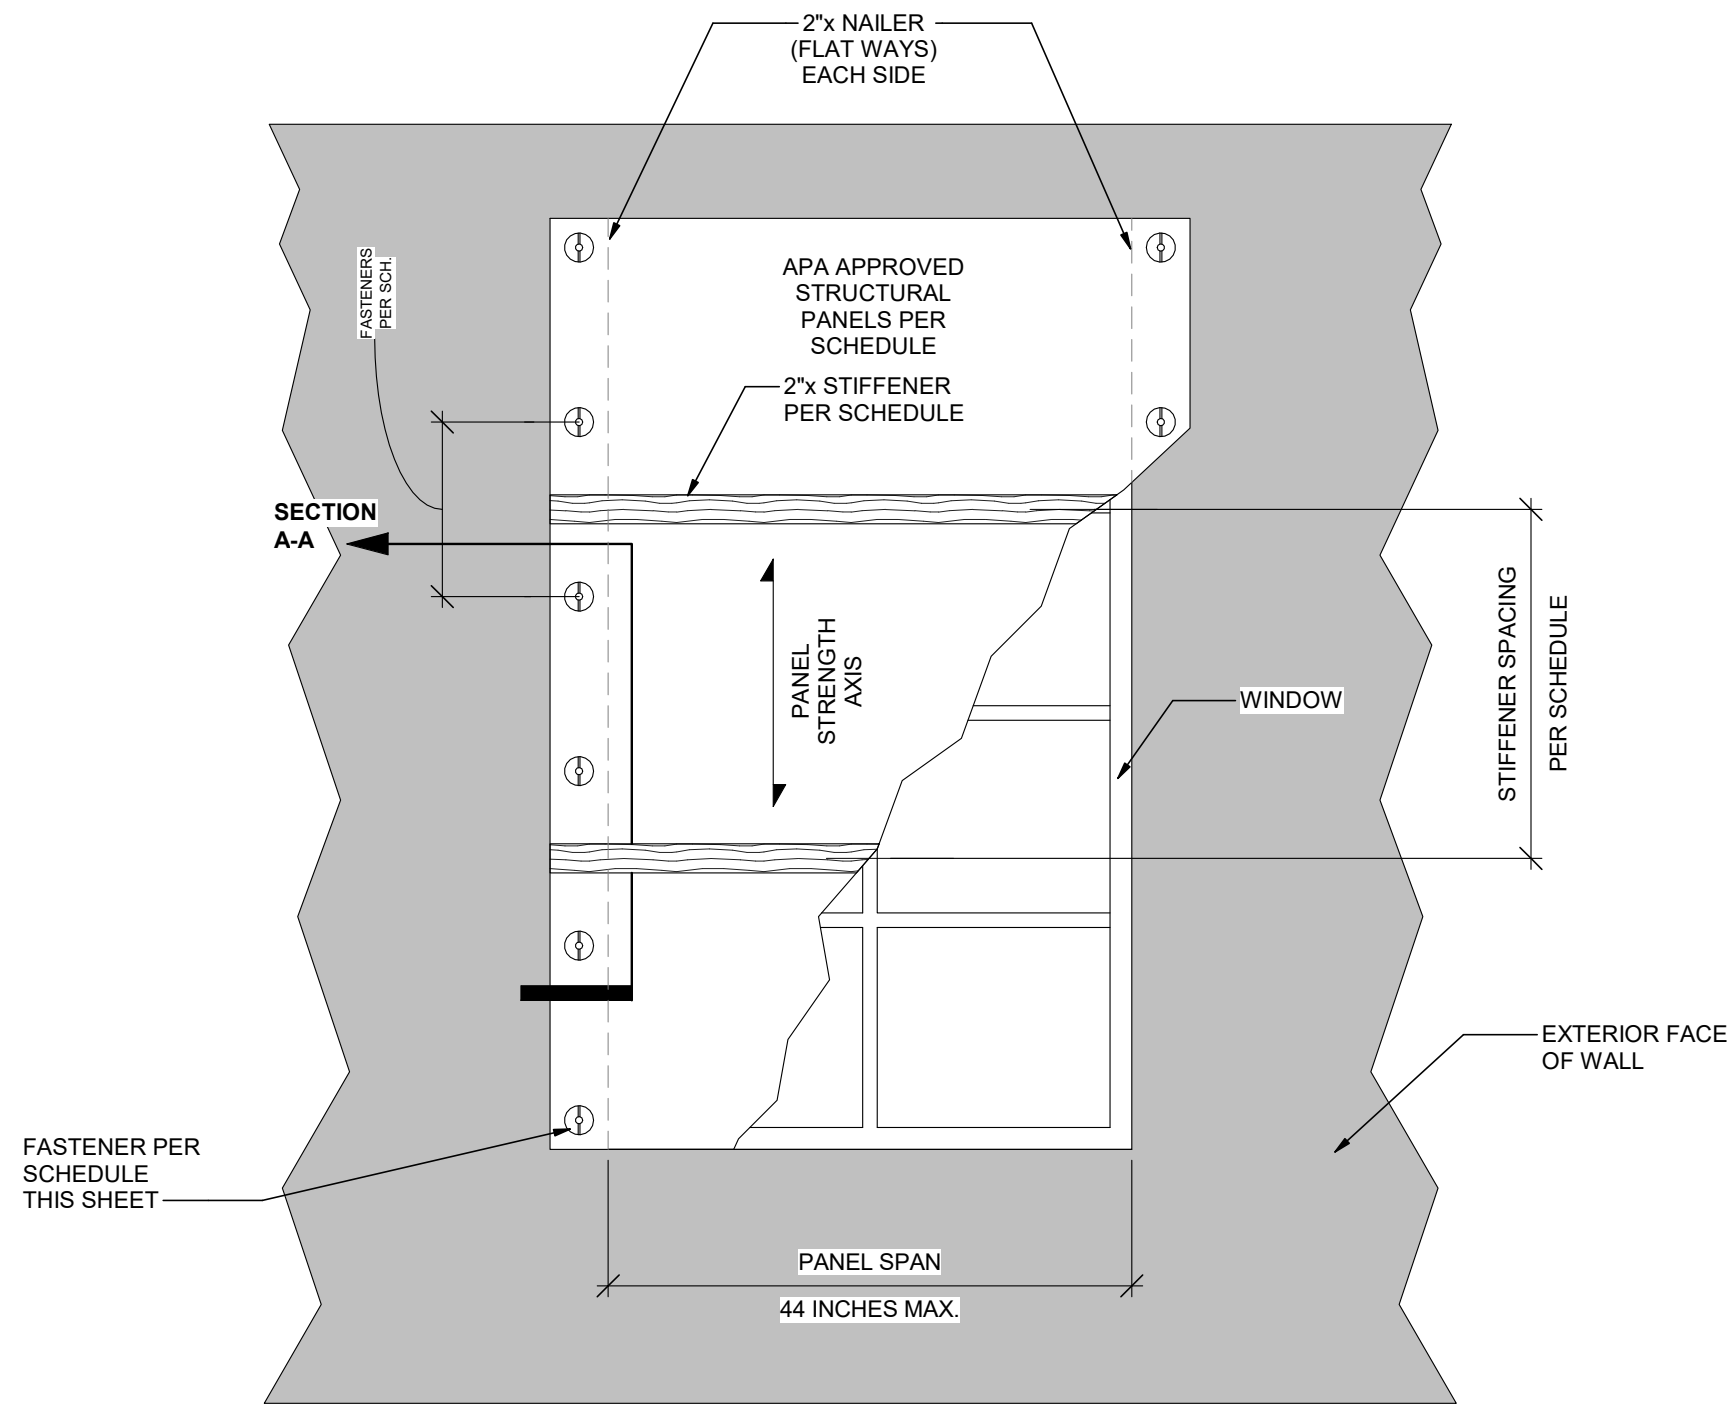 2"x NAILER
(FLAT WAYS)
EACH SIDE
FASTENERS
PER SCH.
APA APPROVED
STRUCTURAL
PANELS PER
SCHEDULE
2"x STIFFENER
PER SCHEDULE
SECTION
A-A
PANEL
STRENGTH
AXIS
STIFFENER SPACING
PER SCHEDULE
WINDOW
EXTERIOR FACE
OF WALL
FASTENER PER
SCHEDULE
THIS SHEET
PANEL SPAN
44 INCHES MAX.